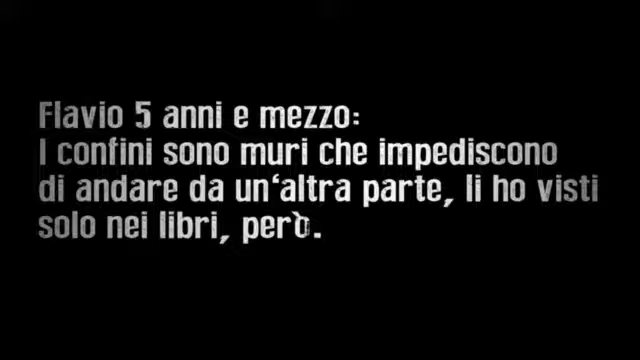 Flavio 5 anni e mezzo:
I confini sono muri che impediscono
di andare da un‘altra parte, li ho visti
solo nei libri, però.